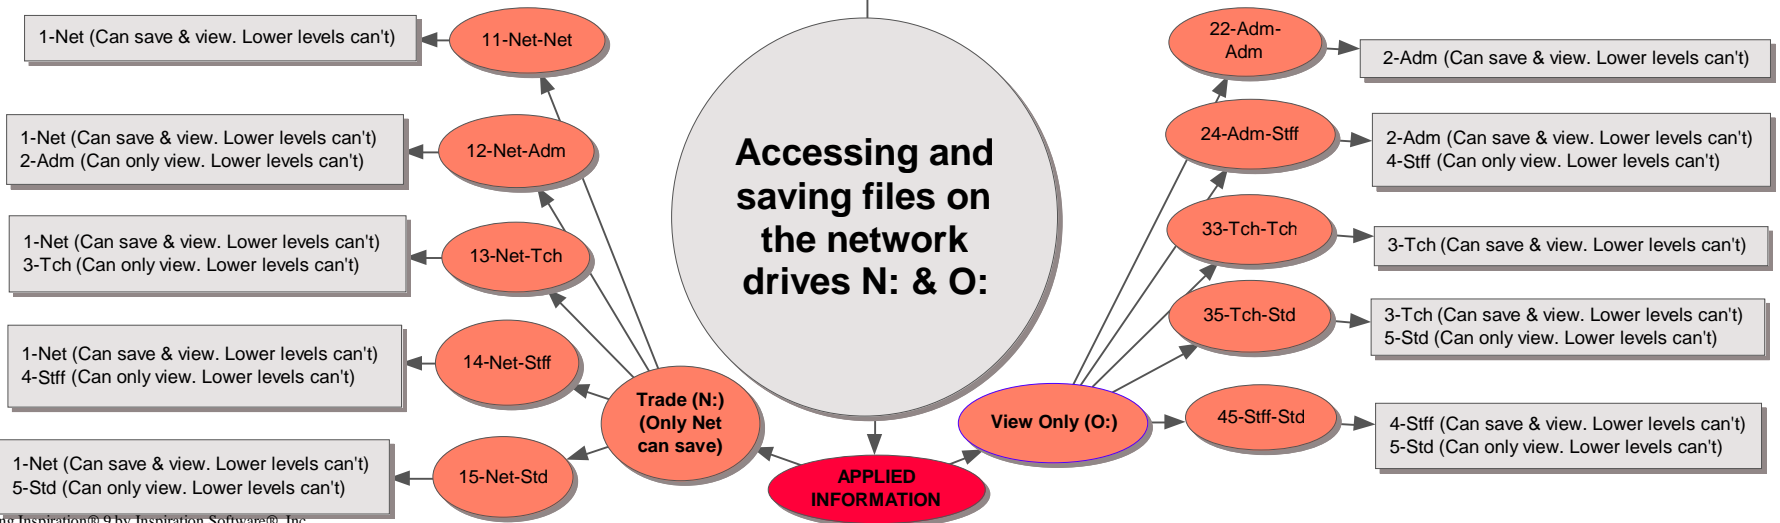 1-Net (Can save & view. Lower levels can't)
11-Net-Net
1-Net (Can save & view. Lower levels can't)
2-Adm (Can only view. Lower levels can't)
12-Net-Adm
1-Net (Can save & view. Lower levels can't)
3-Tch (Can only view. Lower levels can't)
13-Net-Tch
1-Net (Can save & view. Lower levels can't)
4-Stff (Can only view. Lower levels can't)
14-Net-Stff
1-Net (Can save & view. Lower levels can't)
5-Std (Can only view. Lower levels can't)
15-Net-Std
Trade (N:)
(Only Net
can save)
Accessing and
saving files on
the network
drives N: & O:
APPLIED
INFORMATION
View Only (O:)
22-Adm-
Adm
2-Adm (Can save & view. Lower levels can't)
24-Adm-Stff
2-Adm (Can save & view. Lower levels can't)
4-Stff (Can only view. Lower levels can't)
33-Tch-Tch
3-Tch (Can save & view. Lower levels can't)
35-Tch-Std
3-Tch (Can save & view. Lower levels can't)
5-Std (Can only view. Lower levels can't)
45-Stff-Std
4-Stff (Can save & view. Lower levels can't)
5-Std (Can only view. Lower levels can't)
Inspiration® 9 by Inspiration Software®, Inc